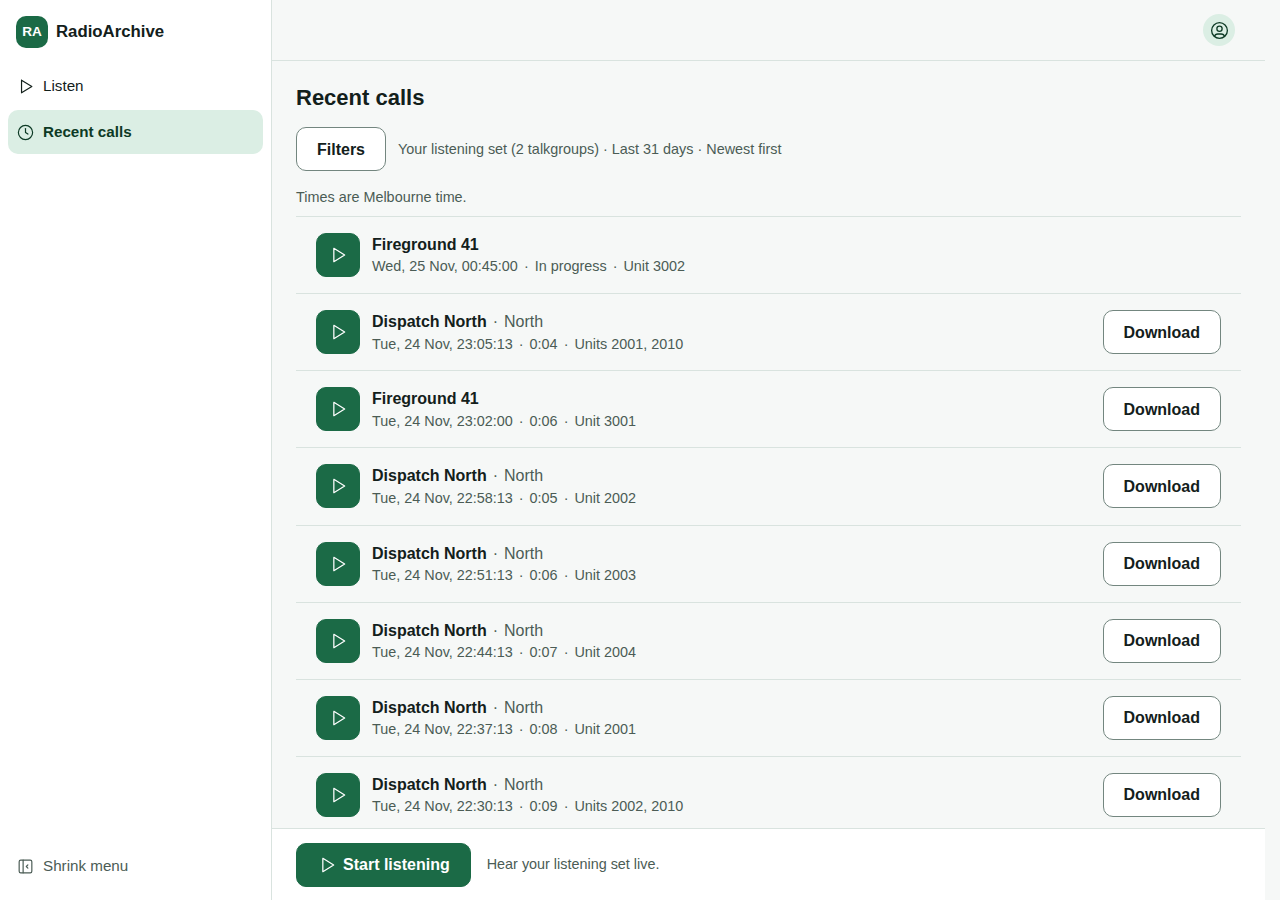 RA RadioArchive
Listen
Recent calls
Recent calls
Filters Your listening set (2 talkgroups) · Last 31 days · Newest first
Times are Melbourne time.
Fireground 41
Wed, 25 Nov, 00:45:00 · In progress · Unit 3002
Dispatch North · North
Tue, 24 Nov, 23:05:13 · 0:04 · Units 2001, 2010
Download
Fireground 41
Tue, 24 Nov, 23:02:00 · 0:06 · Unit 3001
Download
Dispatch North · North
Tue, 24 Nov, 22:58:13 · 0:05 · Unit 2002
Download
Dispatch North · North
Tue, 24 Nov, 22:51:13 · 0:06 · Unit 2003
Download
Dispatch North · North
Tue, 24 Nov, 22:44:13 · 0:07 · Unit 2004
Download
Dispatch North · North
Tue, 24 Nov, 22:37:13 · 0:08 · Unit 2001
Download
Dispatch North · North
Tue, 24 Nov, 22:30:13 · 0:09 · Units 2002, 2010
Download
Shrink menu
Start listening Hear your listening set live.